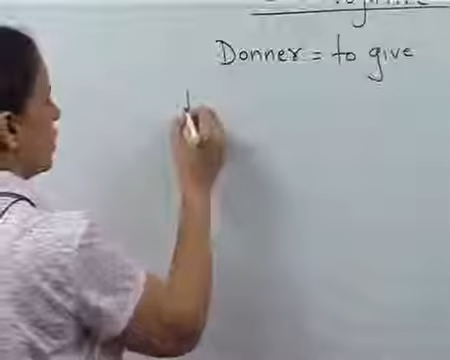 Donner = to give